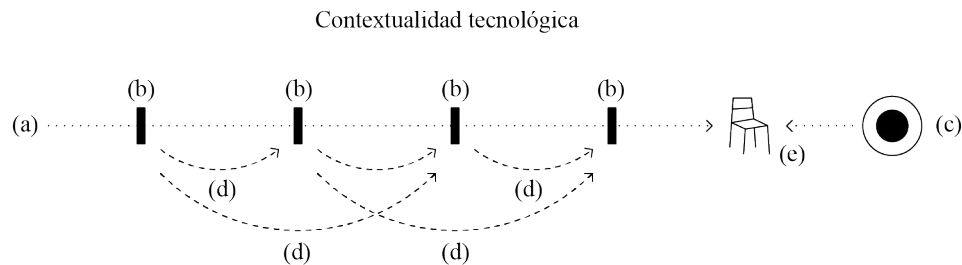 Contextualidad tecnológica
(b) (b) (b) (b)
(a) (c)
(e)
(d) (d)
(d) (d)